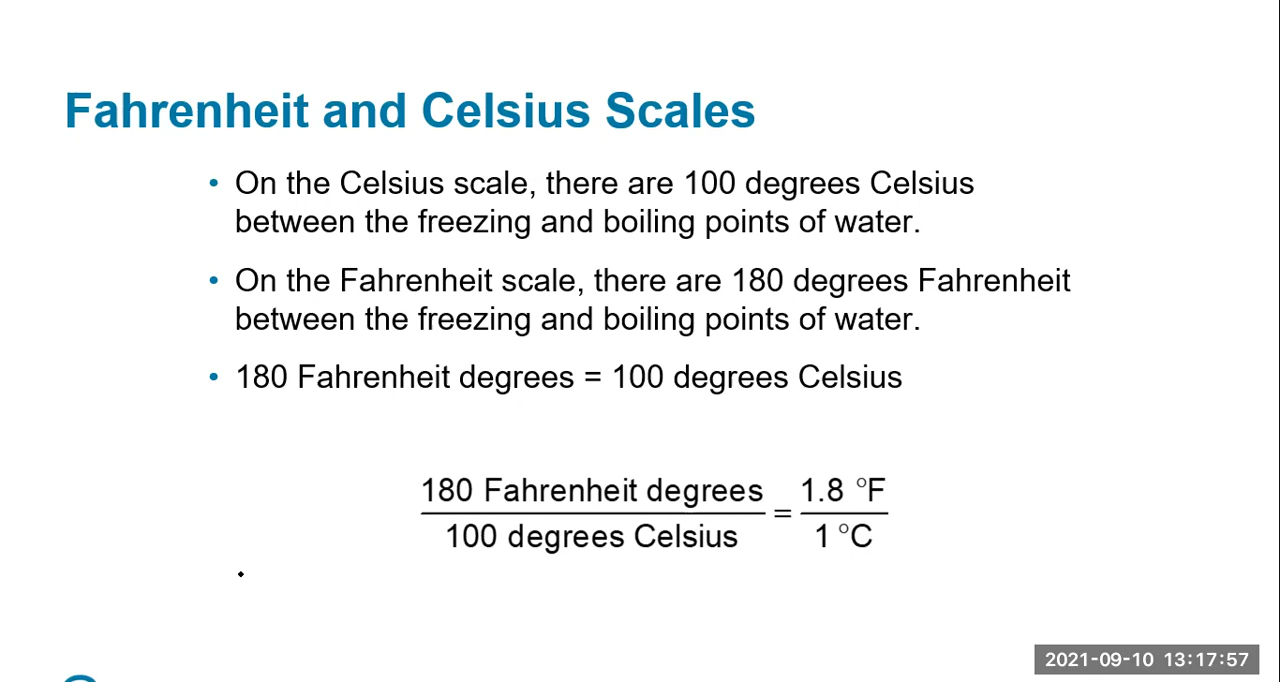 Fahrenheit and Celsius Scales
• On the Celsius scale, there are 100 degrees Celsius
between the freezing and boiling points of water.
• On the Fahrenheit scale, there are 180 degrees Fahrenheit
between the freezing and boiling points of water.
• 180 Fahrenheit degrees = 100 degrees Celsius
180 Fahrenheit degrees / 100 degrees Celsius = 1.8 °F / 1 °C
2021-09-10 13:17:57